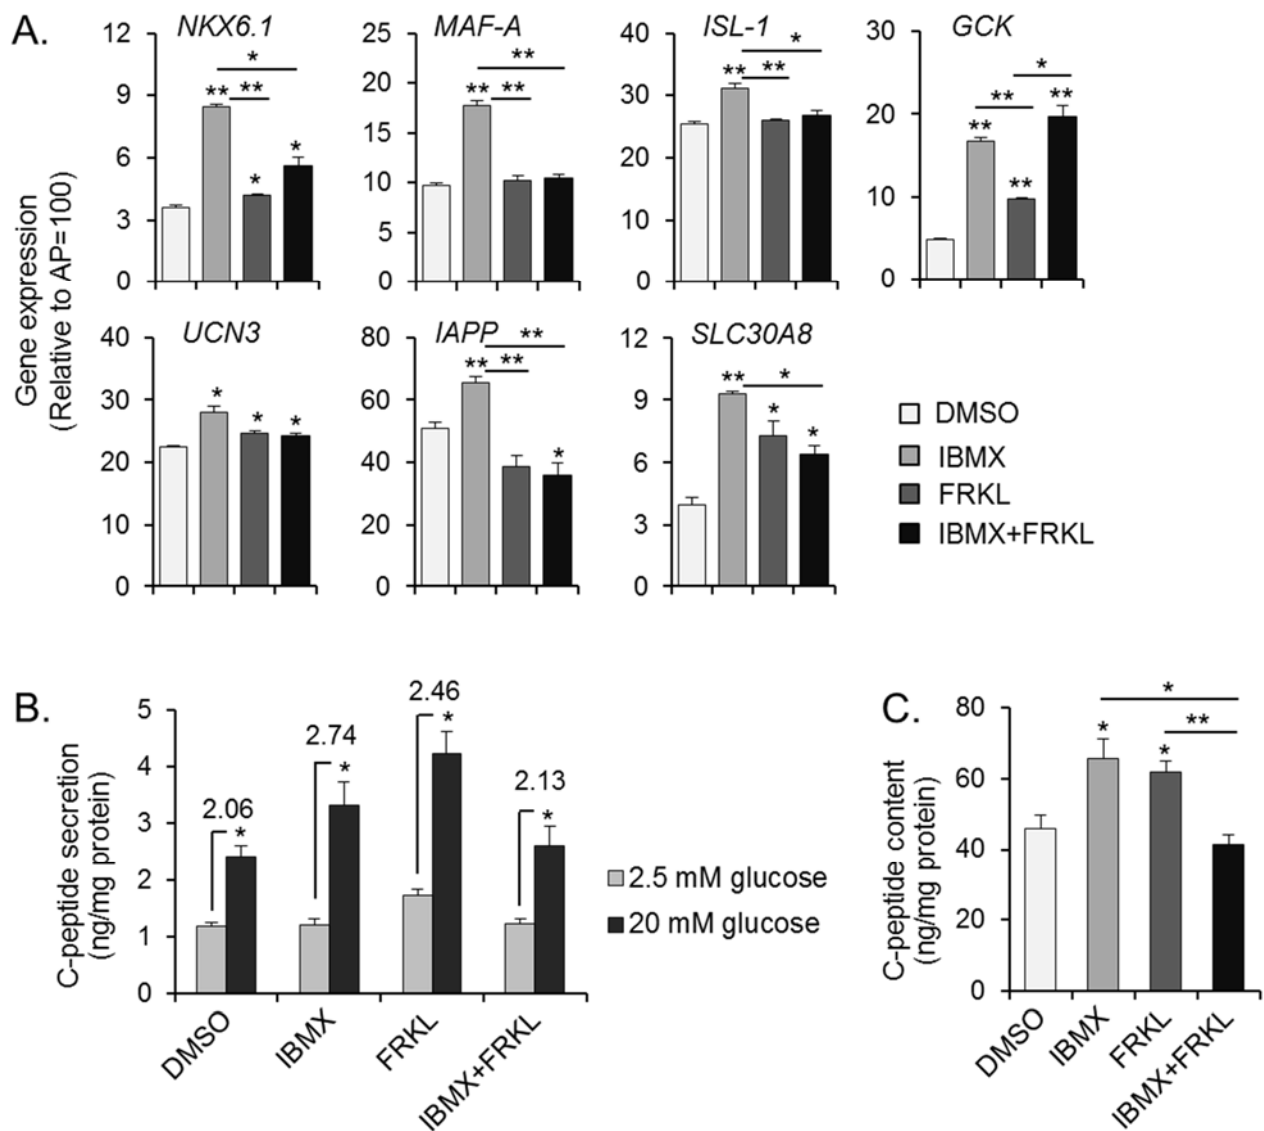 A.
Gene expression
(Relative to AP=100)
NKX6.1
12
9
6
3
0
**
**
*
*
*
MAF-A
25
20
15
10
5
0
**
**
**
ISL-1
40
30
20
10
0
**
**
*
GCK
30
20
10
0
**
**
*
**
**
UCN3
40
30
20
10
0
*
*
*
IAPP
80
60
40
20
0
**
**
**
*
SLC30A8
12
9
6
3
0
**
*
*
*
DMSO
IBMX
FRKL
IBMX+FRKL
B.
C-peptide secretion
(ng/mg protein)
5
4
3
2
1
0
2.06
*
2.74
*
2.46
*
2.13
*
DMSO
IBMX
FRKL
IBMX+FRKL
2.5 mM glucose
20 mM glucose
C.
C-peptide content
(ng/mg protein)
80
60
40
20
0
*
*
*
**
DMSO
IBMX
FRKL
IBMX+FRKL